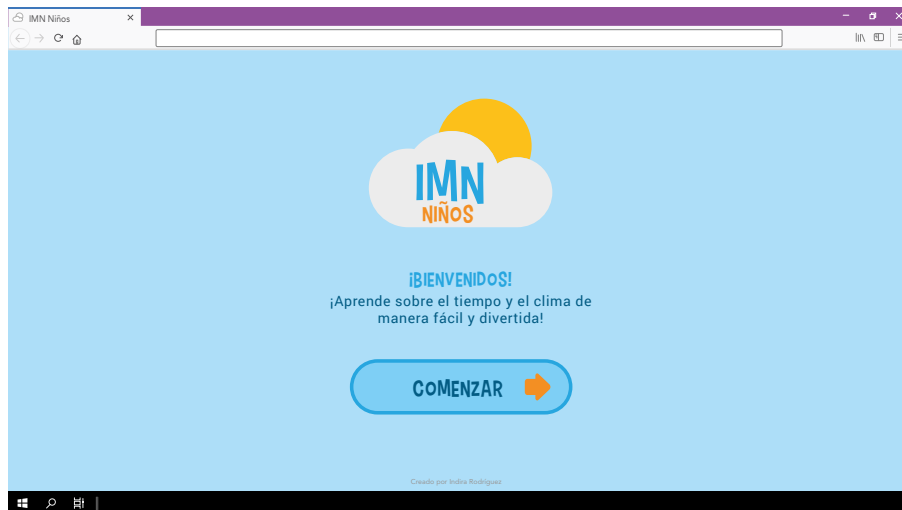 IMN Niños
IMN
NIÑOS
¡BIENVENIDOS!
¡Aprende sobre el tiempo y el clima de
manera fácil y divertida!
COMENZAR
Creado por Indira Rodríguez